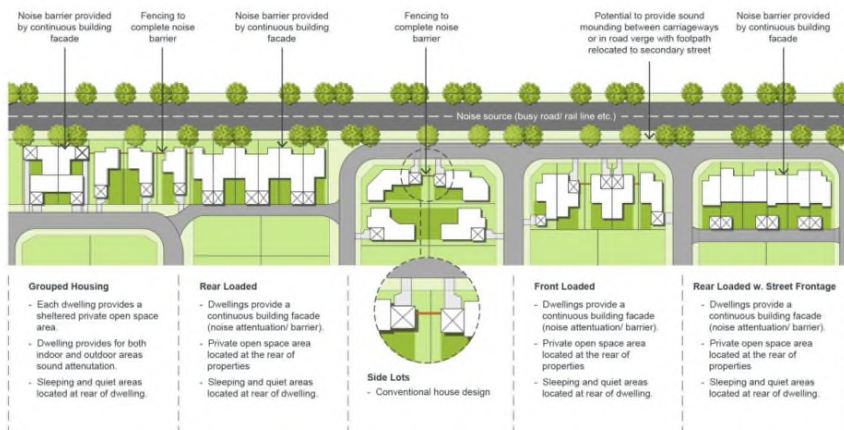 Noise barrier provided
by continuous building
facade
Fencing to
complete noise
barrier
Noise barrier provided
by continuous building
facade
Fencing to
complete noise
barrier
Potential to provide sound
mounding between carriageways
or in road verge with footpath
relocated to secondary street
Noise barrier provided
by continuous building
facade
Noise source (busy road/ rail line etc.)
Grouped Housing
- Each dwelling provides a
sheltered private open space
area.
- Dwelling provides for both
indoor and outdoor areas
sound attenutation.
- Sleeping and quiet areas
located at rear of dwelling.
Rear Loaded
- Dwellings provide a
continuous building facade
(noise attuntuation/ barrier).
- Private open space area
located at the rear of
properties
- Sleeping and quiet areas
located at rear of dwelling.
Side Lots
- Conventional house design
Front Loaded
- Dwellings provide a
continuous building facade
(noise attuntuation/ barrier).
- Private open space area
located at the rear of
properties
- Sleeping and quiet areas
located at rear of dwelling.
Rear Loaded w. Street Frontage
- Dwellings provide a
continuous building facade
(noise attuntuation/ barrier).
- Private open space area
located at the rear of
properties
- Sleeping and quiet areas
located at rear of dwelling.